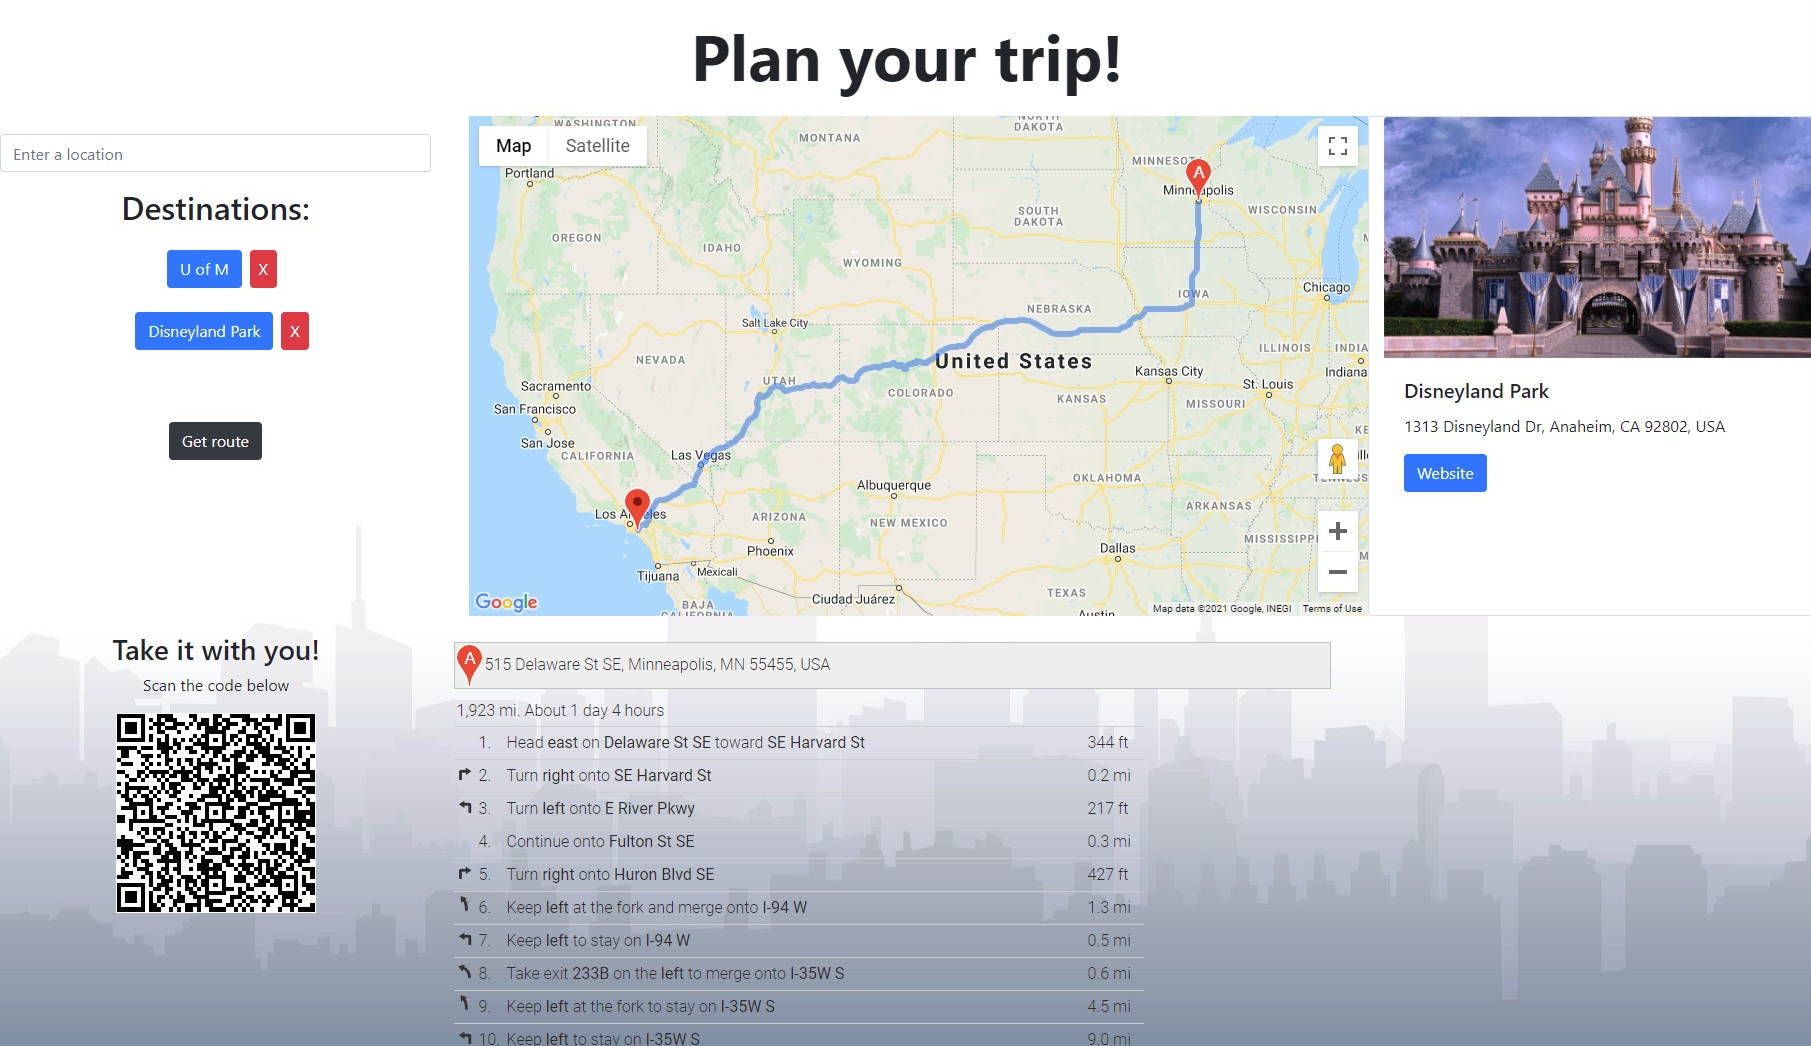 Plan your trip!
Enter a location
Destinations:
U of M X
Disneyland Park X
Get route
Map Satellite
WASHINGTON
MONTANA
NORTH
DAKOTA
MINNESOT
Portland
Minneapolis
OREGON
IDAHO
SOUTH
DAKOTA
WISCONSIN
WYOMING
Chicago
IOWA
NEBRASKA
Salt Lake City
NEVADA
United States
ILLINOIS
INDIA
Indiana
UTAH
COLORADO
Kansas City
St. Louis
KANSAS
MISSOURI
Sacramento
San Francisco
San Jose
CALIFORNIA
Las Vegas
Albuquerque
OKLAHOMA
TENNESS
ARKANSAS
Los Angeles
ARIZONA
NEW MEXICO
MISSISSIPPI
Phoenix
Dallas
Tijuana
Mexicali
Ciudad Juárez
TEXAS
BAJA
CALIFORNIA
Austin
Google
Map data ©2021 Google, INEGI Terms of Use
A
Disneyland Park
1313 Disneyland Dr, Anaheim, CA 92802, USA
Website
Take it with you!
Scan the code below
A 515 Delaware St SE, Minneapolis, MN 55455, USA
1,923 mi. About 1 day 4 hours
1. Head east on Delaware St SE toward SE Harvard St 344 ft
2. Turn right onto SE Harvard St 0.2 mi
3. Turn left onto E River Pkwy 217 ft
4. Continue onto Fulton St SE 0.3 mi
5. Turn right onto Huron Blvd SE 427 ft
6. Keep left at the fork and merge onto I-94 W 1.3 mi
7. Keep left to stay on I-94 W 0.5 mi
8. Take exit 233B on the left to merge onto I-35W S 0.6 mi
9. Keep left at the fork to stay on I-35W S 4.5 mi
10. Keep left to stay on I-35W S 9.0 mi